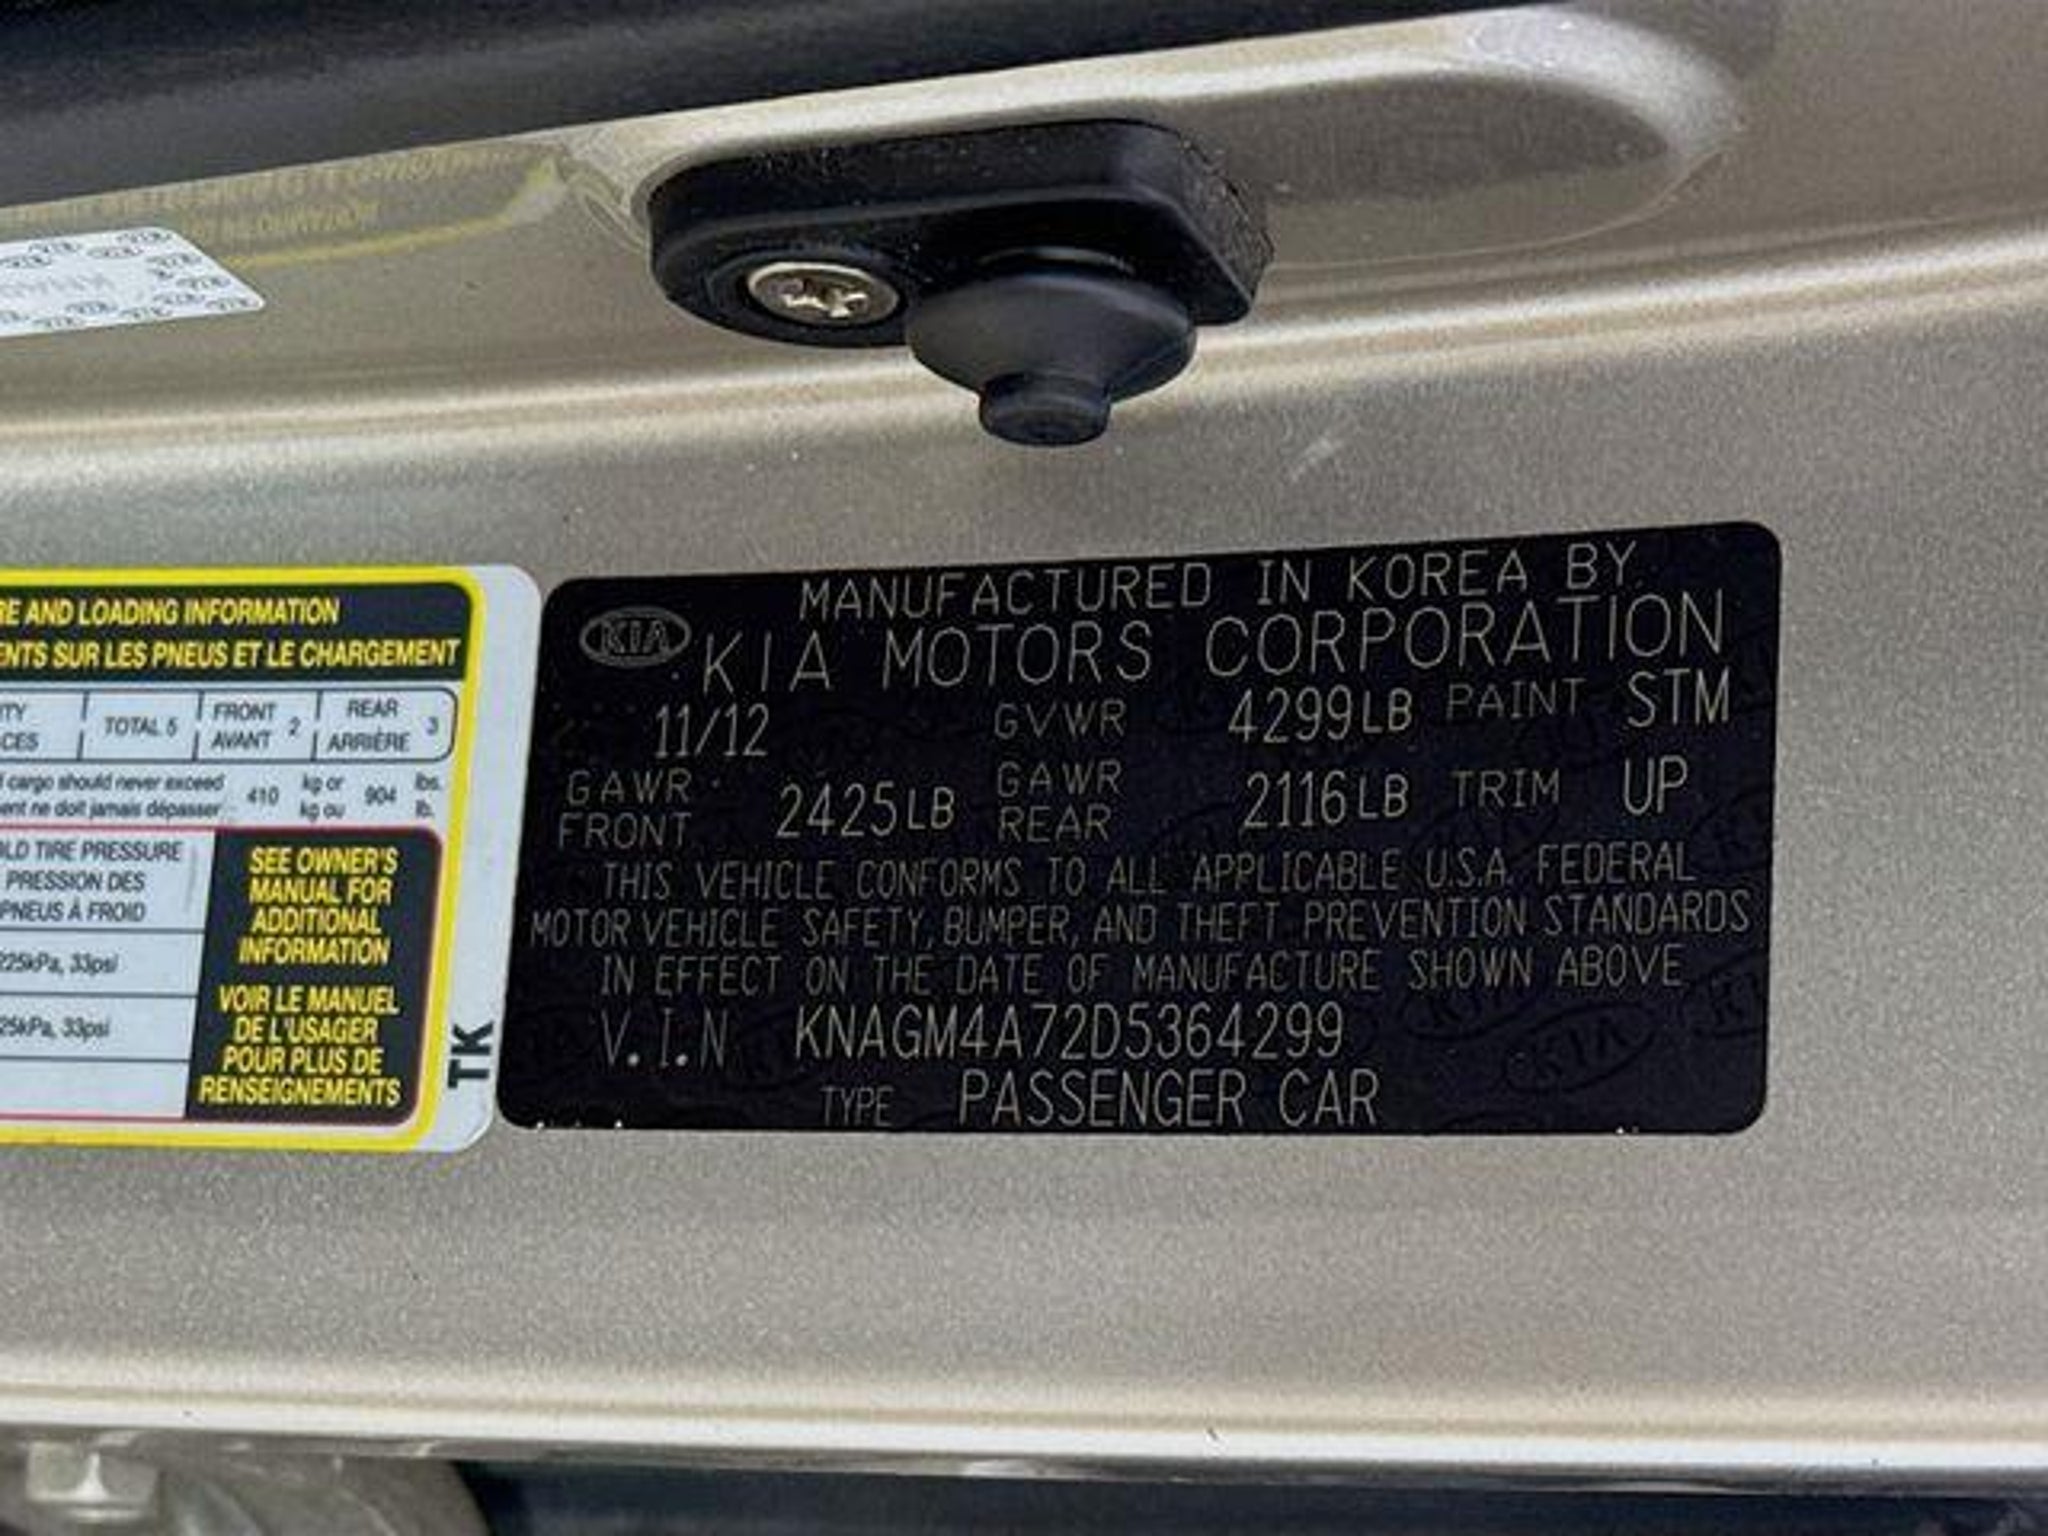 RE AND LOADING INFORMATION
ENTS SUR LES PNEUS ET LE CHARGEMENT
TOTAL 5 FRONT AVANT 2 REAR ARRIÈRE 3
cargo should never exceed
ne doit jamais dépasser 410 kg or kg ou 904 lbs. lb.
TIRE PRESSURE
PRESSION DES
PNEUS À FROID
225kPa, 33psi
25kPa, 33psi
SEE OWNER'S
MANUAL FOR
ADDITIONAL
INFORMATION
VOIR LE MANUEL
DE L'USAGER
POUR PLUS DE
RENSEIGNEMENTS
TK
MANUFACTURED IN KOREA BY
KIA KIA MOTORS CORPORATION
11/12 GVWR 4299LB PAINT STM
GAWR FRONT 2425LB GAWR REAR 2116LB TRIM UP
THIS VEHICLE CONFORMS TO ALL APPLICABLE U.S.A. FEDERAL
MOTOR VEHICLE SAFETY, BUMPER, AND THEFT PREVENTION STANDARDS
IN EFFECT ON THE DATE OF MANUFACTURE SHOWN ABOVE
V.I.N KNAGM4A72D5364299
TYPE PASSENGER CAR